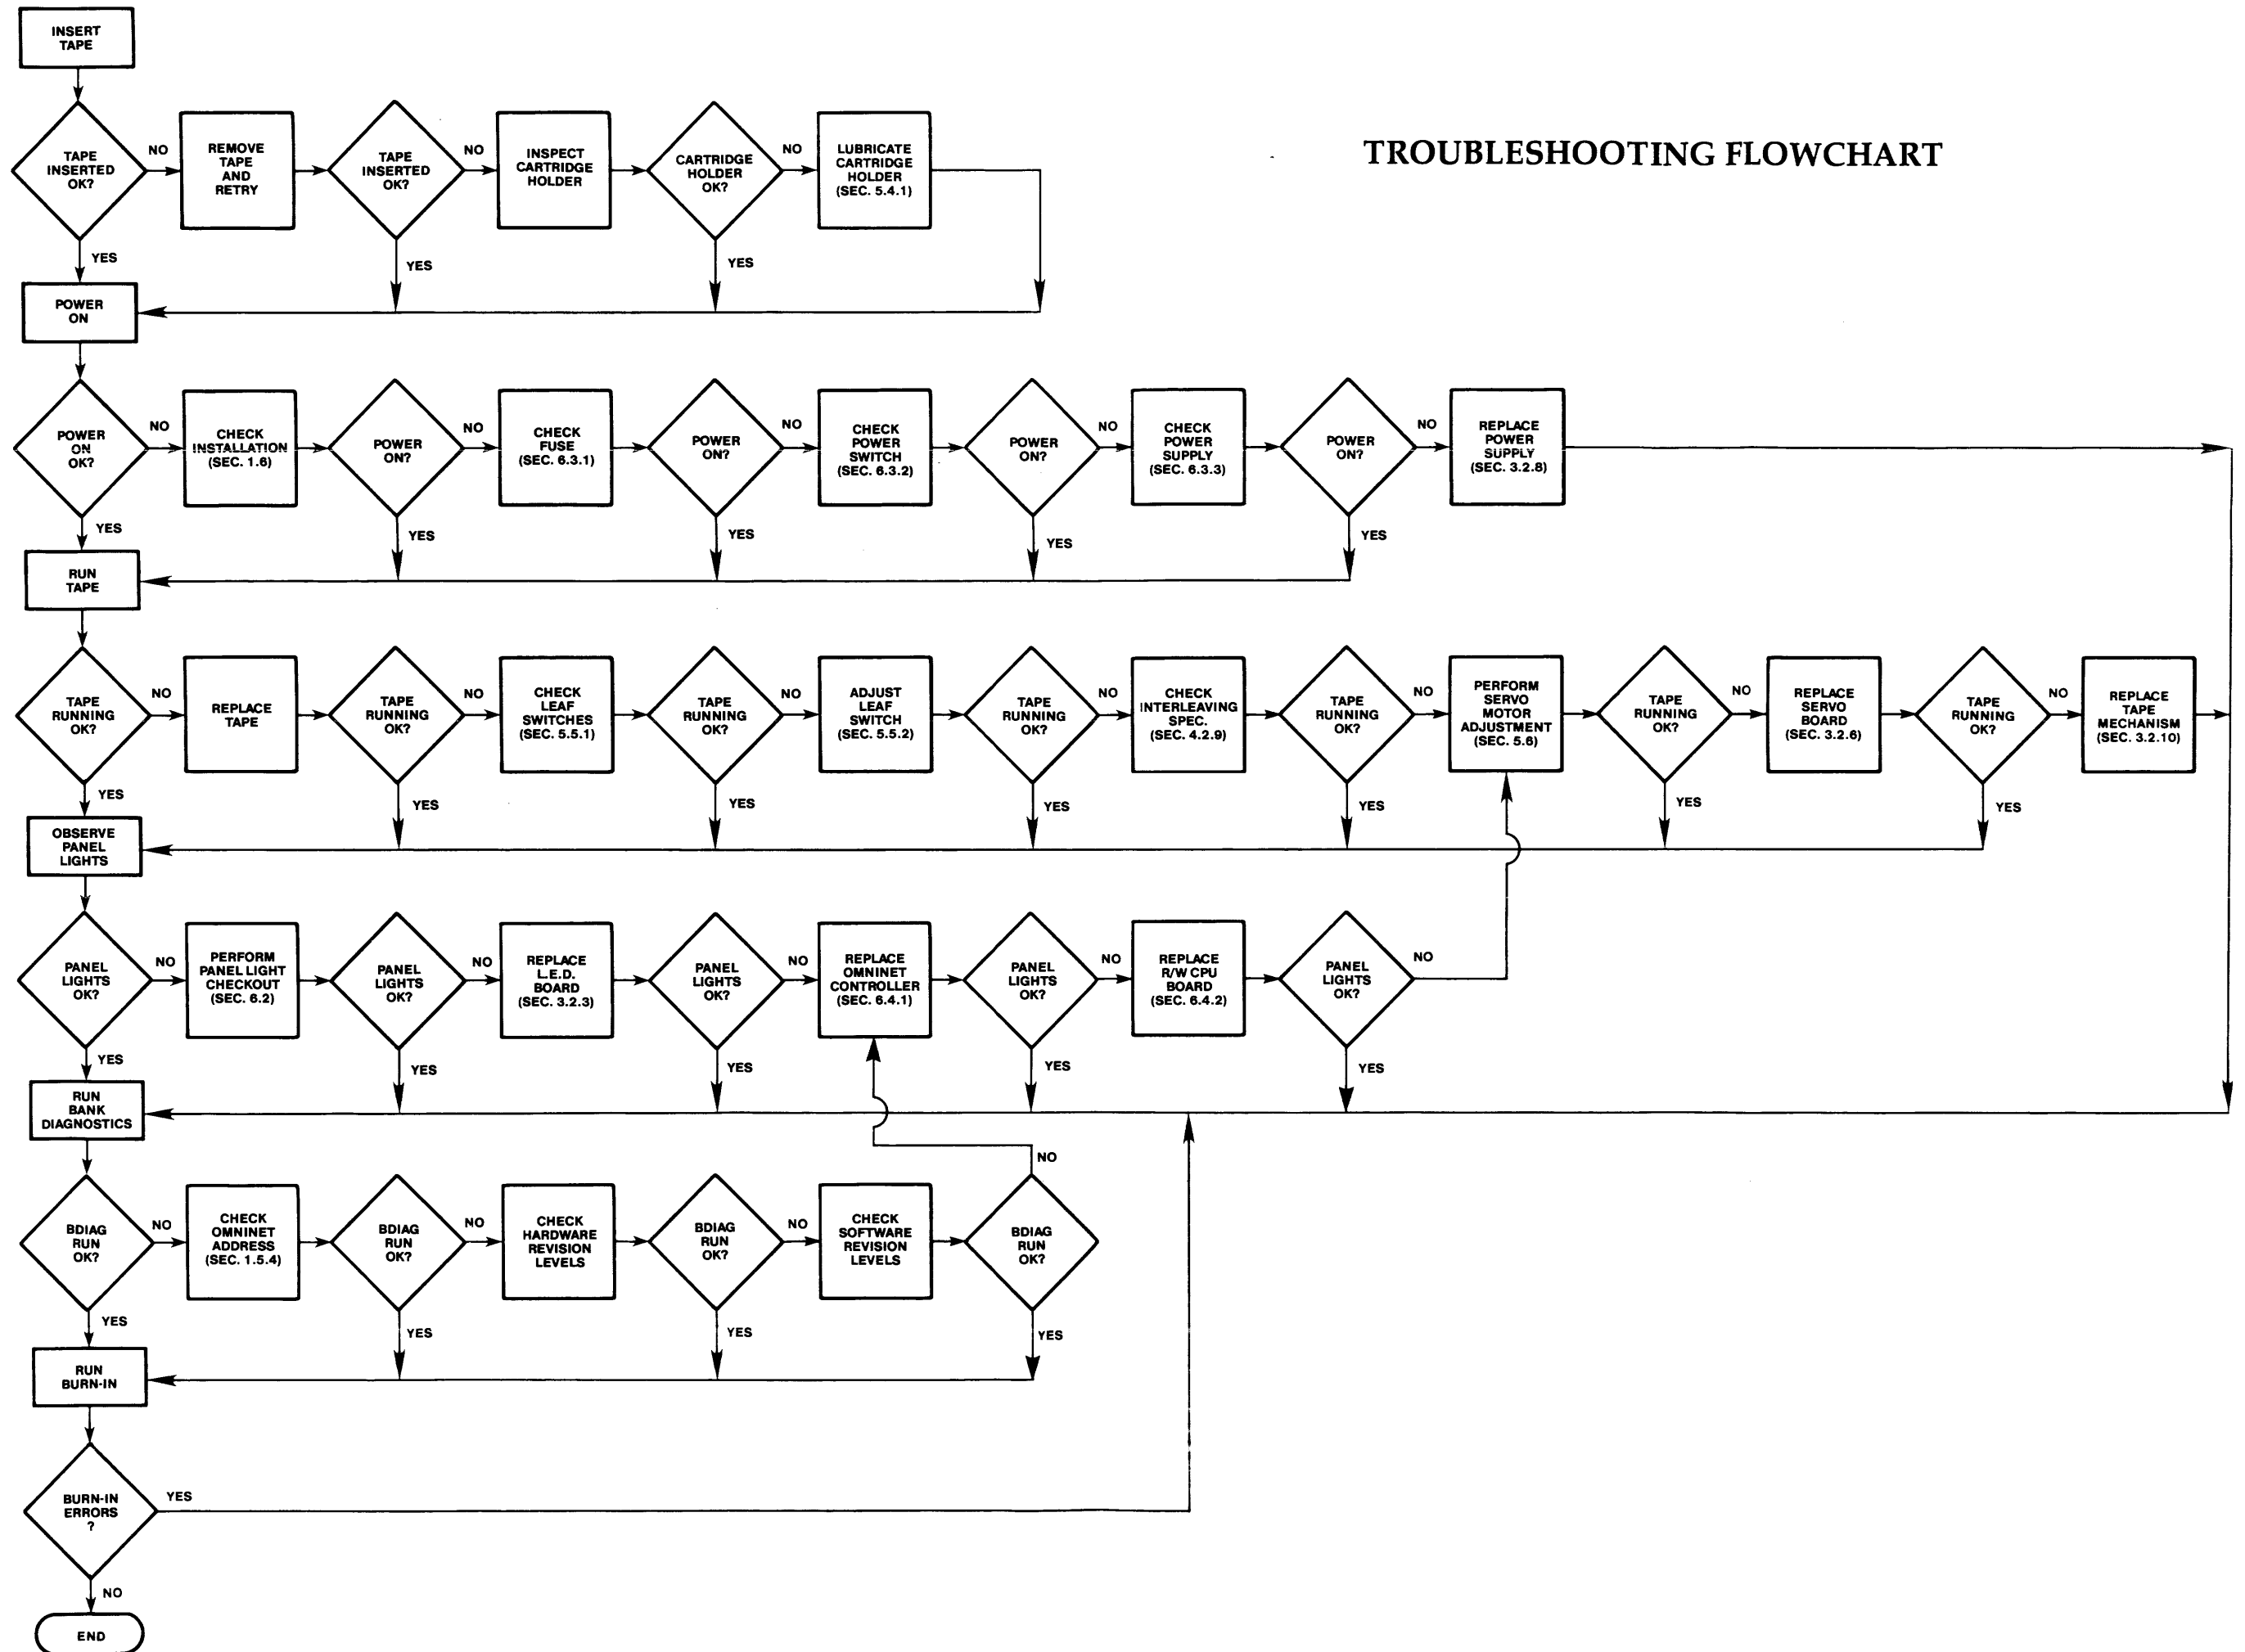 TROUBLESHOOTING FLOWCHART
INSERT
TAPE
TAPE
INSERTED
OK?
NO
REMOVE
TAPE
AND
RETRY
TAPE
INSERTED
OK?
NO
INSPECT
CARTRIDGE
HOLDER
CARTRIDGE
HOLDER
OK?
NO
LUBRICATE
CARTRIDGE
HOLDER
(SEC. 5.4.1)
YES
YES
YES
POWER
ON
POWER
ON
OK?
NO
CHECK
INSTALLATION
(SEC. 1.6)
POWER
ON?
NO
CHECK
FUSE
(SEC. 6.3.1)
POWER
ON?
NO
CHECK
POWER
SWITCH
(SEC. 6.3.2)
POWER
ON?
NO
CHECK
POWER
SUPPLY
(SEC. 6.3.3)
POWER
ON?
NO
REPLACE
POWER
SUPPLY
(SEC. 3.2.8)
YES
YES
YES
YES
YES
RUN
TAPE
TAPE
RUNNING
OK?
NO
REPLACE
TAPE
TAPE
RUNNING
OK?
NO
CHECK
LEAF
SWITCHES
(SEC. 5.5.1)
TAPE
RUNNING
OK?
NO
ADJUST
LEAF
SWITCH
(SEC. 5.5.2)
TAPE
RUNNING
OK?
NO
CHECK
INTERLEAVING
SPEC.
(SEC. 4.2.9)
TAPE
RUNNING
OK?
NO
PERFORM
SERVO
MOTOR
ADJUSTMENT
(SEC. 5.6)
TAPE
RUNNING
OK?
NO
REPLACE
SERVO
BOARD
(SEC. 3.2.6)
TAPE
RUNNING
OK?
NO
REPLACE
TAPE
MECHANISM
(SEC. 3.2.10)
YES
YES
YES
YES
YES
YES
YES
OBSERVE
PANEL
LIGHTS
PANEL
LIGHTS
OK?
NO
PERFORM
PANEL LIGHT
CHECKOUT
(SEC. 6.2)
PANEL
LIGHTS
OK?
NO
REPLACE
L.E.D.
BOARD
(SEC. 3.2.3)
PANEL
LIGHTS
OK?
NO
REPLACE
OMNINET
CONTROLLER
(SEC. 6.4.1)
PANEL
LIGHTS
OK?
NO
REPLACE
R/W CPU
BOARD
(SEC. 6.4.2)
PANEL
LIGHTS
OK?
NO
YES
YES
YES
YES
YES
RUN
BANK
DIAGNOSTICS
BDIAG
RUN
OK?
NO
CHECK
OMNINET
ADDRESS
(SEC. 1.5.4)
BDIAG
RUN
OK?
NO
CHECK
HARDWARE
REVISION
LEVELS
BDIAG
RUN
OK?
NO
CHECK
SOFTWARE
REVISION
LEVELS
BDIAG
RUN
OK?
NO
YES
YES
YES
YES
RUN
BURN-IN
BURN-IN
ERRORS
?
YES
NO
END